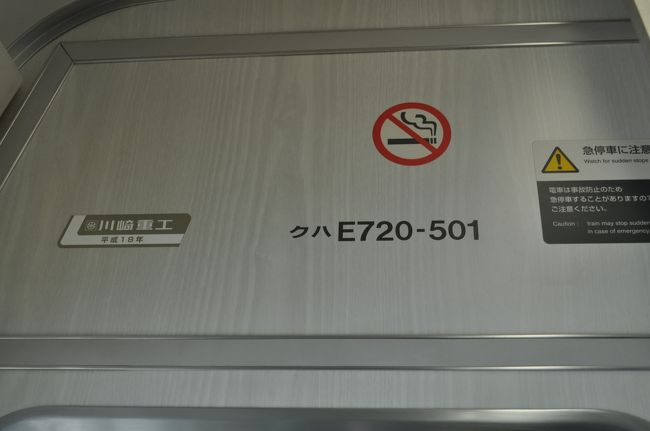 川崎重工
平成18年
クハE720-501
急停車に注意
Watch for sudden stops
電車は事故防止のため
急停車することがありますので
ご注意ください。
Caution : train may stop sudden
in case of emergency.